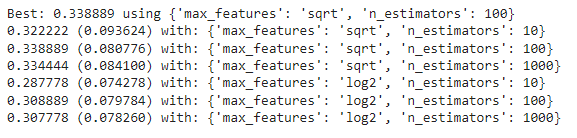 Best: 0.338889 using {'max_features': 'sqrt', 'n_estimators': 100}
0.322222 (0.093624) with: {'max_features': 'sqrt', 'n_estimators': 10}
0.338889 (0.080776) with: {'max_features': 'sqrt', 'n_estimators': 100}
0.334444 (0.084100) with: {'max_features': 'sqrt', 'n_estimators': 1000}
0.287778 (0.074278) with: {'max_features': 'log2', 'n_estimators': 10}
0.308889 (0.079784) with: {'max_features': 'log2', 'n_estimators': 100}
0.307778 (0.078260) with: {'max_features': 'log2', 'n_estimators': 1000}